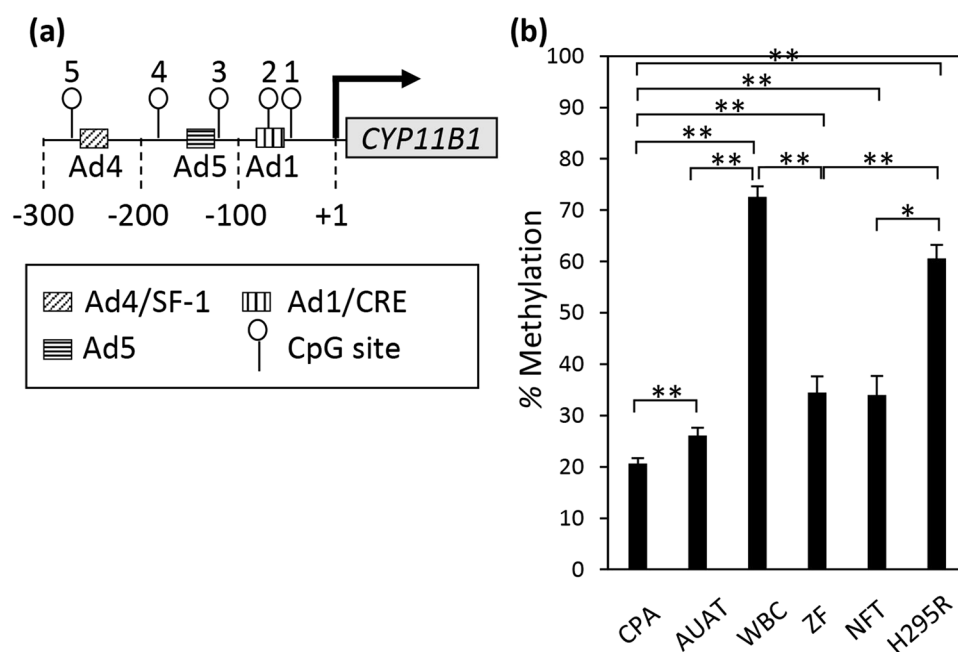 (a)
5 4 3 2 1
CYP11B1
Ad4 Ad5 Ad1
-300 -200 -100 +1
Ad4/SF-1 Ad1/CRE
Ad5 CpG site
(b)
% Methylation
100
90
80
70
60
50
40
30
20
10
0
**
**
**
**
** ** **
*
**
CPA AUAT WBC ZF NFT H295R